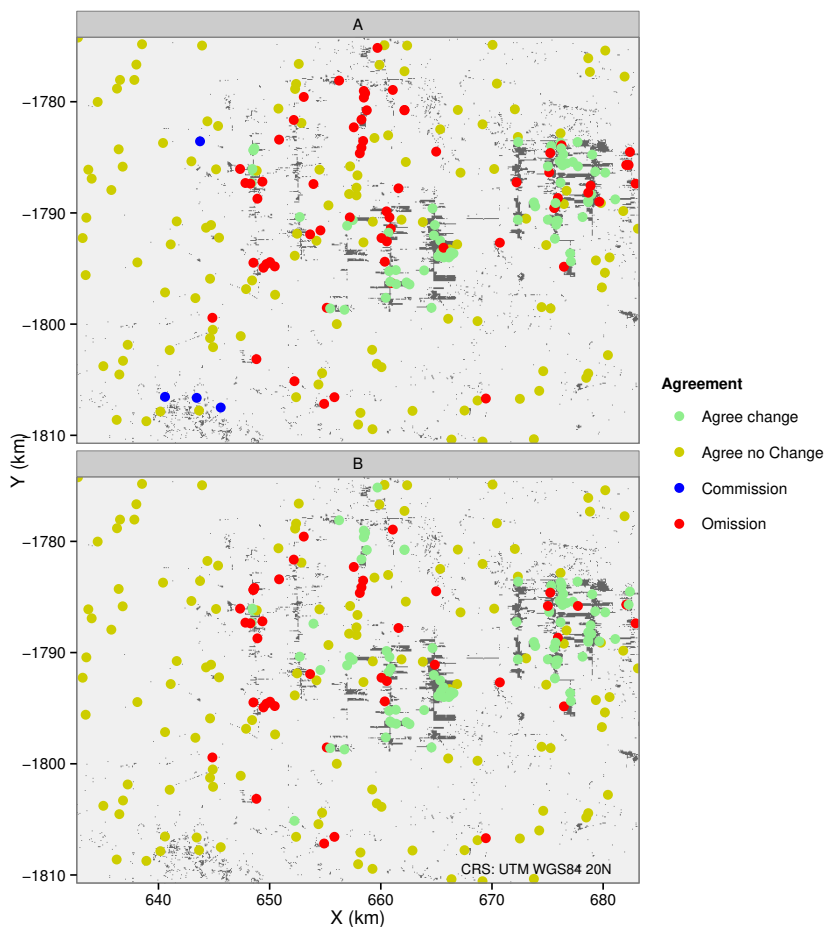 A
−1780
−1790
−1800
−1810
Y (km)
B
−1780
−1790
−1800
−1810
CRS: UTM WGS84 20N
640
650
660
670
680
X (km)
Agreement
Agree change
Agree no Change
Commission
Omission